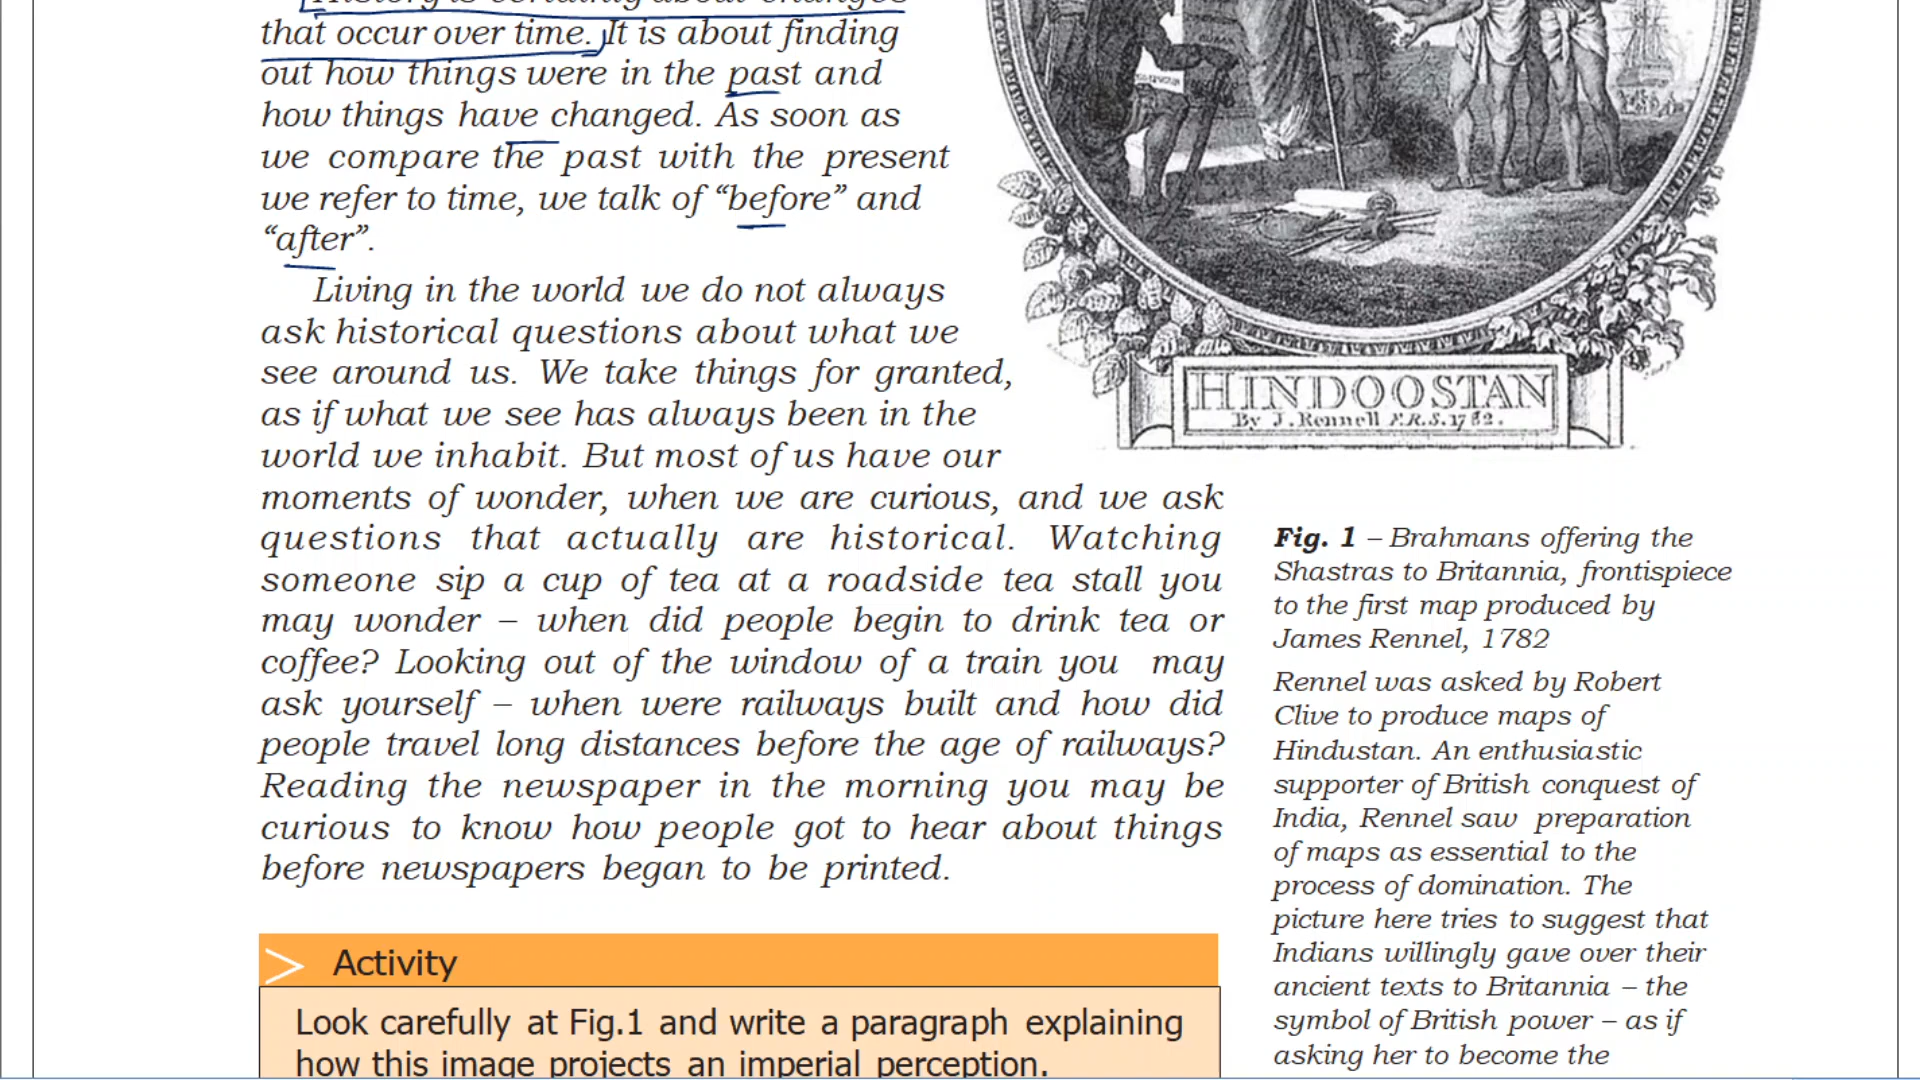 History is certainly about changes
that occur over time. It is about finding
out how things were in the past and
how things have changed. As soon as
we compare the past with the present
we refer to time, we talk of “before” and
“after”.
Living in the world we do not always
ask historical questions about what we
see around us. We take things for granted,
as if what we see has always been in the
world we inhabit. But most of us have our
moments of wonder, when we are curious, and we ask
questions that actually are historical. Watching
someone sip a cup of tea at a roadside tea stall you
may wonder – when did people begin to drink tea or
coffee? Looking out of the window of a train you may
ask yourself – when were railways built and how did
people travel long distances before the age of railways?
Reading the newspaper in the morning you may be
curious to know how people got to hear about things
before newspapers began to be printed.
> Activity
Look carefully at Fig.1 and write a paragraph explaining
how this image projects an imperial perception.
HINDOOSTAN
By J. Rennell F.R.S. 1782.
Fig. 1 – Brahmans offering the
Shastras to Britannia, frontispiece
to the first map produced by
James Rennel, 1782
Rennel was asked by Robert
Clive to produce maps of
Hindustan. An enthusiastic
supporter of British conquest of
India, Rennel saw preparation
of maps as essential to the
process of domination. The
picture here tries to suggest that
Indians willingly gave over their
ancient texts to Britannia – the
symbol of British power – as if
asking her to become the